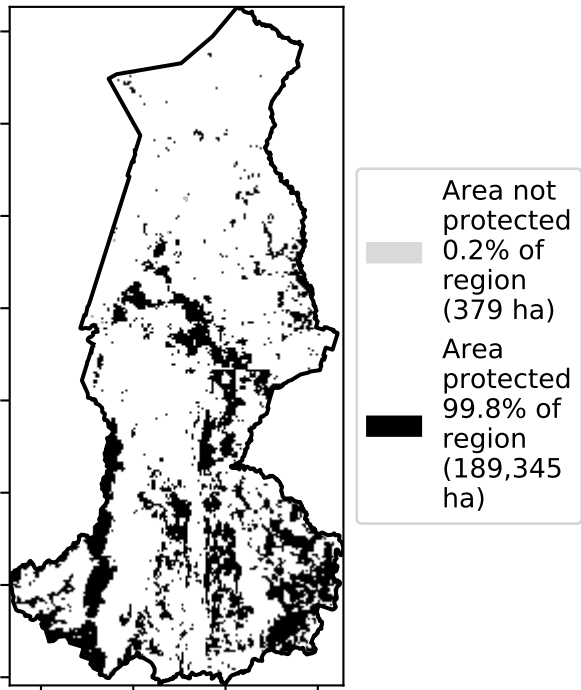 Area not
protected
0.2% of
region
(379 ha)
Area
protected
99.8% of
region
(189,345
ha)